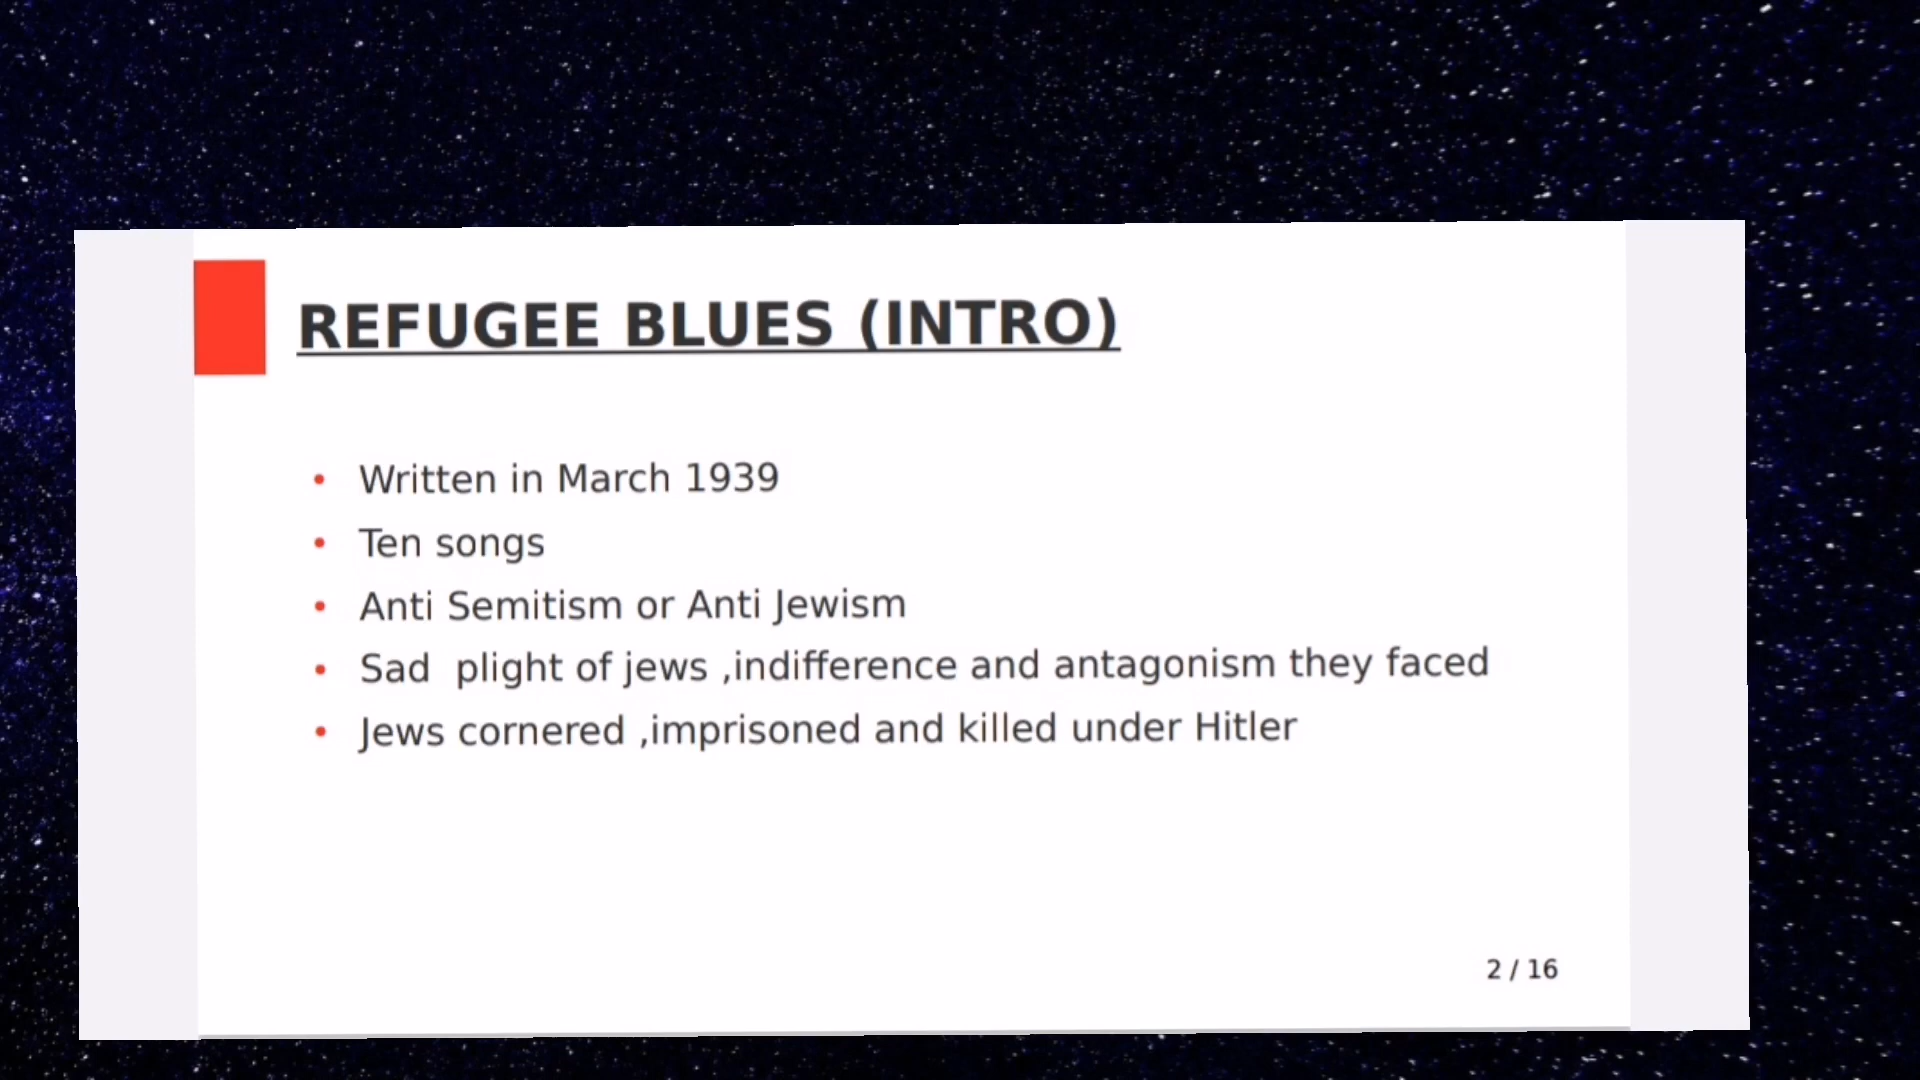 REFUGEE BLUES (INTRO)
• Written in March 1939
• Ten songs
• Anti Semitism or Anti Jewism
• Sad  plight of jews ,indifference and antagonism they faced
• Jews cornered ,imprisoned and killed under Hitler
2 / 16